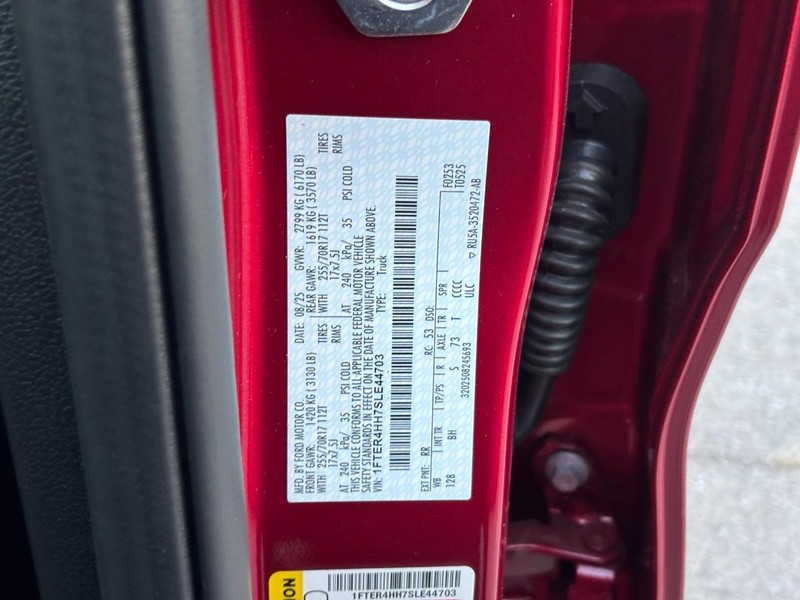 MFD. BY FORD MOTOR CO. DATE: 08/25 GVWR: 2799 KG ( 6170 LB)
FRONT GAWR: 1420 KG ( 3130 LB) REAR GAWR: 1619 KG ( 3570 LB)
WITH 255/70R17 112T TIRES WITH 255/70R17 112T TIRES
17x7.5J RIMS 17x7.5J RIMS
AT 240 kPa/ 35 PSI COLD AT 240 kPa/ 35 PSI COLD
THIS VEHICLE CONFORMS TO ALL APPLICABLE FEDERAL MOTOR VEHICLE
SAFETY STANDARDS IN EFFECT ON THE DATE OF MANUFACTURE SHOWN ABOVE.
VIN: 1FTER4HH7SLE44703 TYPE: Truck
EXT PNT: RR RC: 53 DSO: F0253
T0525
WB INT TR TP/PS R AXLE TR SPR
128 BH S 73 T CCCC
ULC
3202508245693 ▽ RU5A-3520472-AB
ION
1FTER4HH7SLE44703